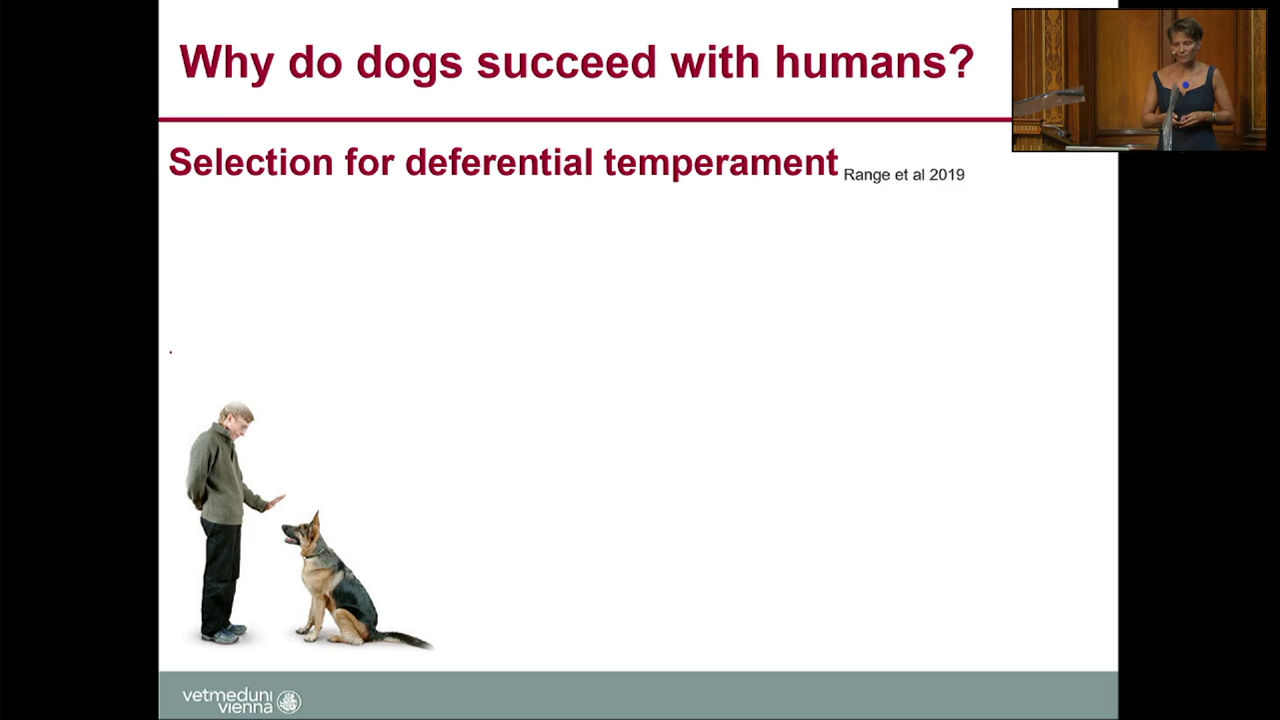 Why do dogs succeed with humans?
Selection for deferential temperament Range et al 2019
.
vetmeduni
vienna